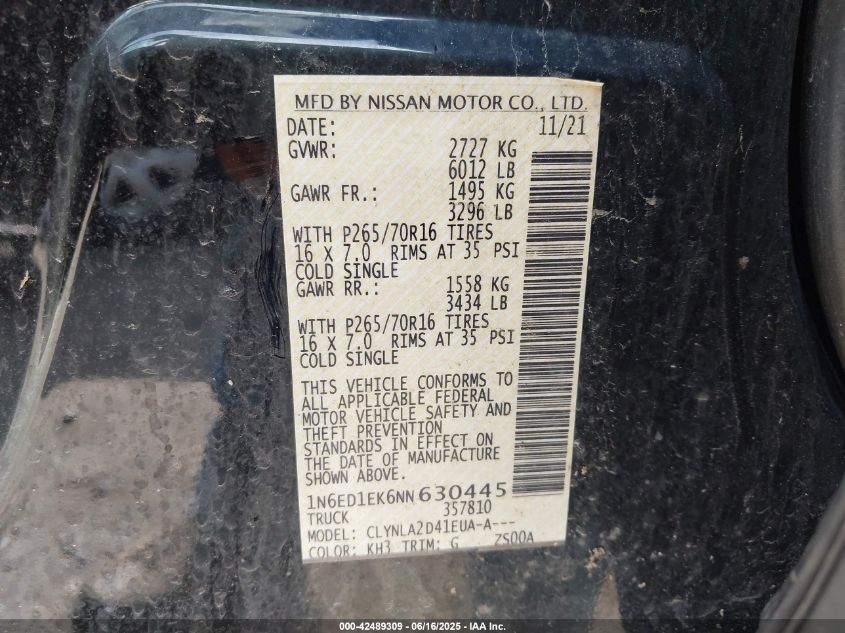 MFD BY NISSAN MOTOR CO., LTD.
DATE: 11/21
GVWR: 2727 KG
6012 LB
GAWR FR.: 1495 KG
3296 LB
WITH P265/70R16 TIRES
16 X 7.0 RIMS AT 35 PSI
COLD SINGLE
GAWR RR.: 1558 KG
3434 LB
WITH P265/70R16 TIRES
16 X 7.0 RIMS AT 35 PSI
COLD SINGLE
THIS VEHICLE CONFORMS TO
ALL APPLICABLE FEDERAL
MOTOR VEHICLE SAFETY AND
THEFT PREVENTION
STANDARDS IN EFFECT ON
THE DATE OF MANUFACTURE
SHOWN ABOVE.
1N6ED1EK6NN 630445
TRUCK 357810
MODEL: CLYNLA2D41EUA-A---
COLOR: KH3 TRIM: G ZS00A
000-42489309 - 06/16/2025 - IAA Inc.